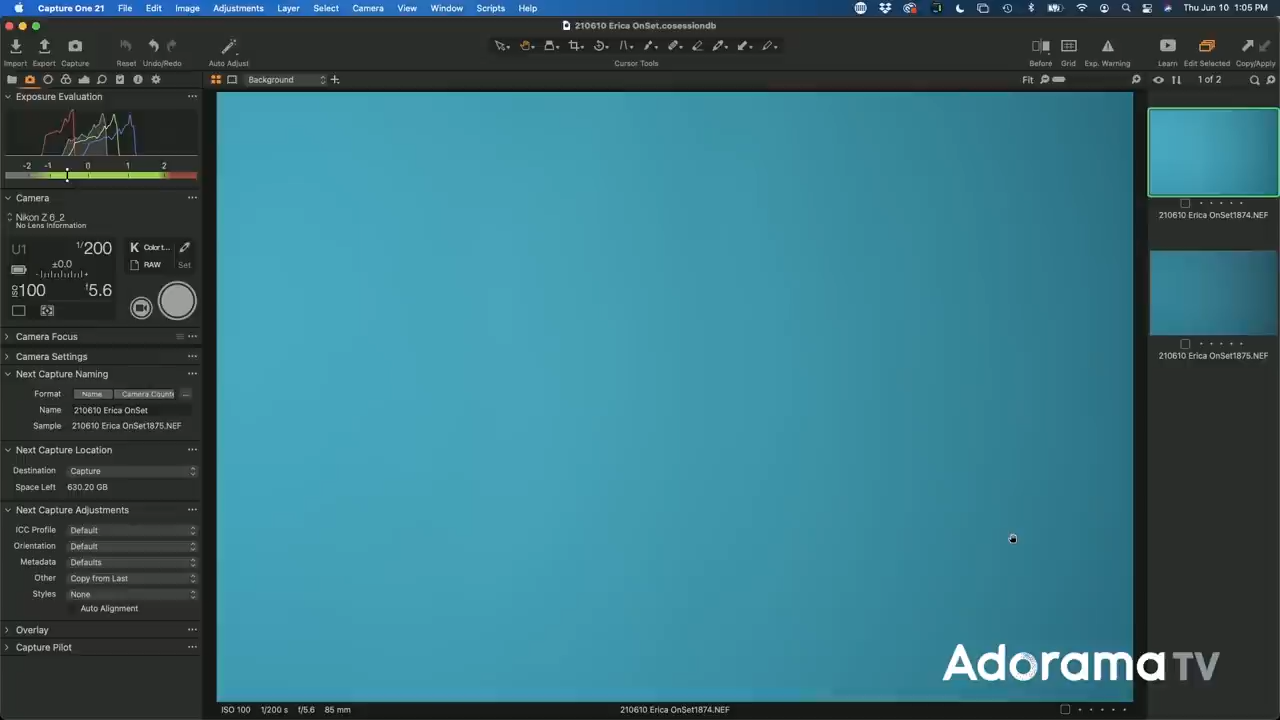 Capture One 21 File Edit Image Adjustments Layer Select Camera View Window Scripts Help Thu Jun 10 1:05 PM
210610 Erica OnSet.cosessiondb
Import Export Capture Reset Undo/Redo Auto Adjust Cursor Tools Before Grid Exp. Warning Learn Edit Selected Copy/Apply
Background Fit 1 of 2
Exposure Evaluation
-2 -1 0 1 2
Camera
Nikon Z 6_2
No Lens Information
U1 1/200 K Color t...
±0.0 RAW Set
ISO 100 f5.6
Camera Focus
Camera Settings
Next Capture Naming
Format Name Camera Count
Name 210610 Erica OnSet
Sample 210610 Erica OnSet1875.NEF
Next Capture Location
Destination Capture
Space Left 630.20 GB
Next Capture Adjustments
ICC Profile Default
Orientation Default
Metadata Defaults
Other Copy from Last
Styles None
Auto Alignment
Overlay
Capture Pilot
210610 Erica OnSet1874.NEF
210610 Erica OnSet1875.NEF
Adorama TV
ISO 100 1/200 s f/5.6 85 mm 210610 Erica OnSet1874.NEF